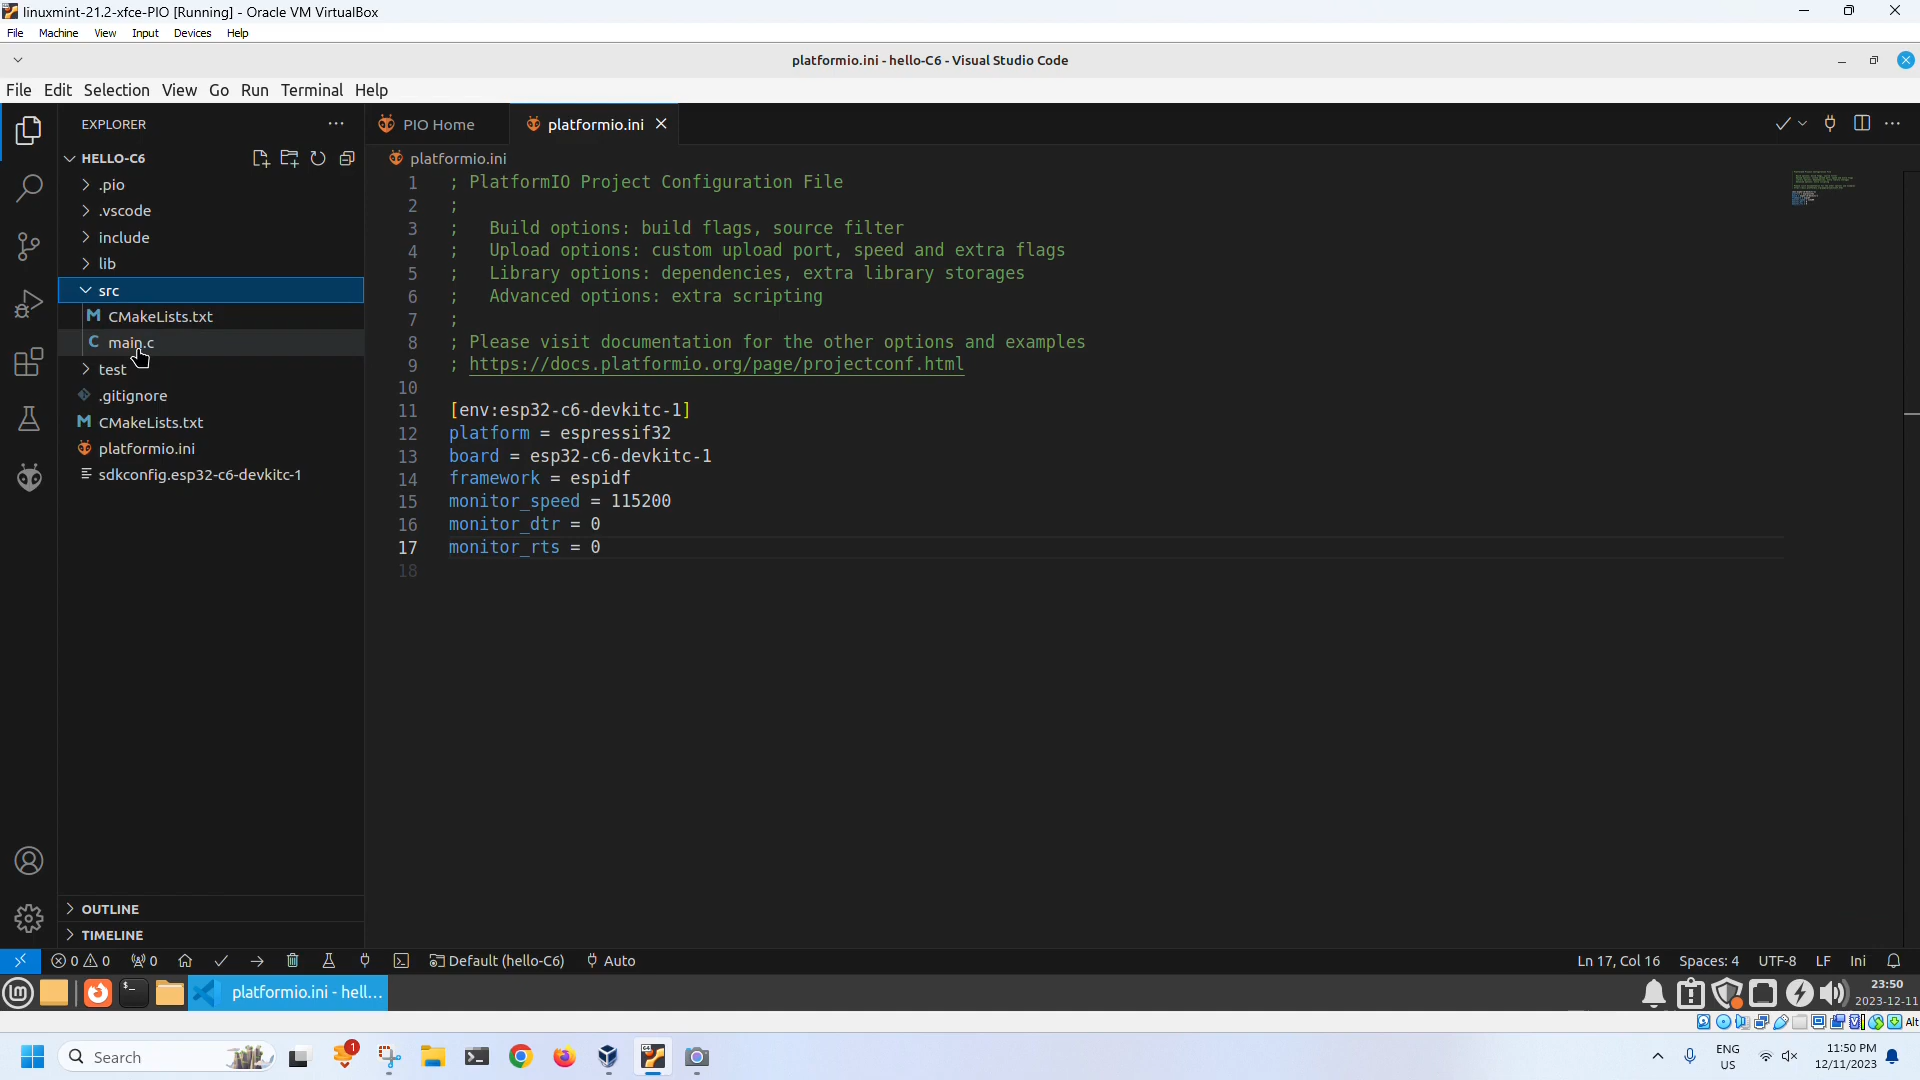 linuxmint-21.2-xfce-PIO [Running] - Oracle VM VirtualBox
File Machine View Input Devices Help
platformio.ini - hello-C6 - Visual Studio Code
File Edit Selection View Go Run Terminal Help
EXPLORER
HELLO-C6
.pio
.vscode
include
lib
src
CMakeLists.txt
main.c
test
.gitignore
CMakeLists.txt
platformio.ini
sdkconfig.esp32-c6-devkitc-1
OUTLINE
TIMELINE
PIO Home platformio.ini
platformio.ini
1 ; PlatformIO Project Configuration File
2 ;
3 ; Build options: build flags, source filter
4 ; Upload options: custom upload port, speed and extra flags
5 ; Library options: dependencies, extra library storages
6 ; Advanced options: extra scripting
7 ;
8 ; Please visit documentation for the other options and examples
9 ; https://docs.platformio.org/page/projectconf.html
10
11 [env:esp32-c6-devkitc-1]
12 platform = espressif32
13 board = esp32-c6-devkitc-1
14 framework = espidf
15 monitor_speed = 115200
16 monitor_dtr = 0
17 monitor_rts = 0
18
0 0 0 Default (hello-C6) Auto Ln 17, Col 16 Spaces: 4 UTF-8 LF Ini
platformio.ini - hell...
23:50
2023-12-11
Alt
Search
1
ENG
US
11:50 PM
12/11/2023